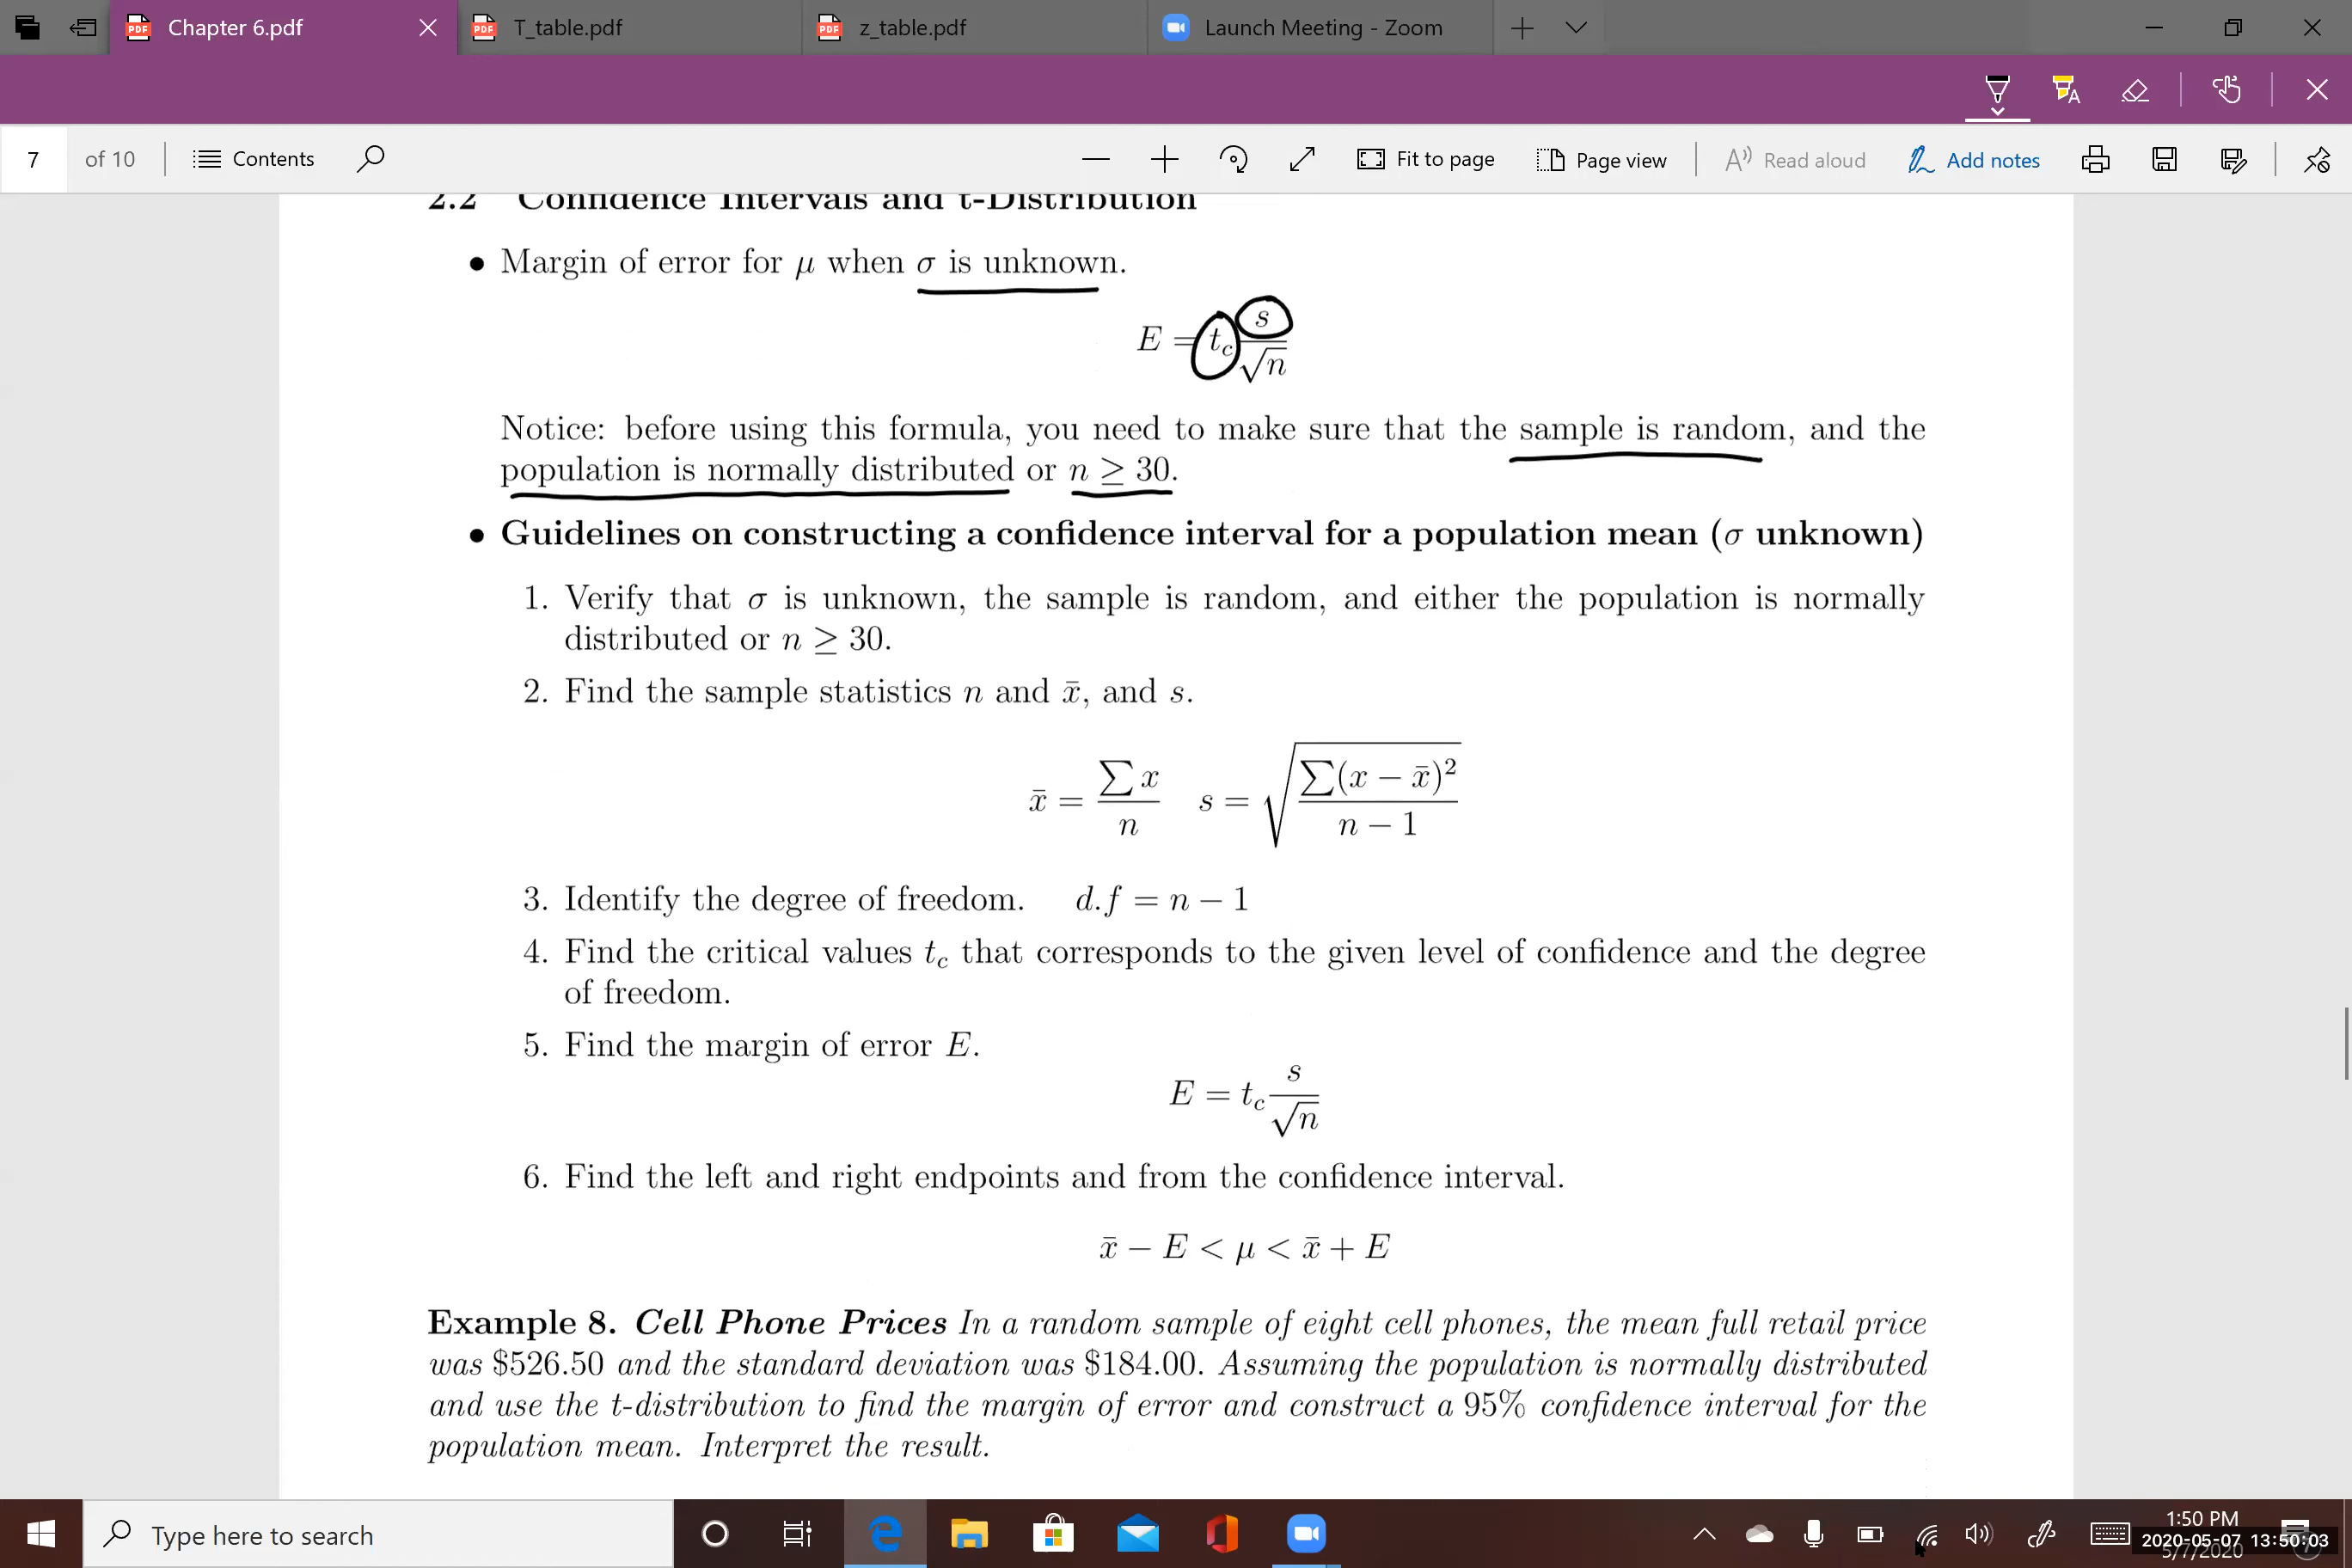 Chapter 6.pdf
T_table.pdf
z_table.pdf
Launch Meeting - Zoom
7 of 10 Contents Fit to page Page view Read aloud Add notes
2.2 Confidence Intervals and t-Distribution
• Margin of error for μ when σ is unknown.
E = t_c s/√n
Notice: before using this formula, you need to make sure that the sample is random, and the
population is normally distributed or n ≥ 30.
• Guidelines on constructing a confidence interval for a population mean (σ unknown)
1. Verify that σ is unknown, the sample is random, and either the population is normally
distributed or n ≥ 30.
2. Find the sample statistics n and x̄, and s.
x̄ = ∑x/n s = √(∑(x − x̄)²/(n − 1))
3. Identify the degree of freedom. d.f = n − 1
4. Find the critical values t_c that corresponds to the given level of confidence and the degree
of freedom.
5. Find the margin of error E.
E = t_c s/√n
6. Find the left and right endpoints and from the confidence interval.
x̄ − E < μ < x̄ + E
Example 8. Cell Phone Prices In a random sample of eight cell phones, the mean full retail price
was $526.50 and the standard deviation was $184.00. Assuming the population is normally distributed
and use the t-distribution to find the margin of error and construct a 95% confidence interval for the
population mean. Interpret the result.
Type here to search
1:50 PM
2020-05-07 13:50:03
5/7/2020